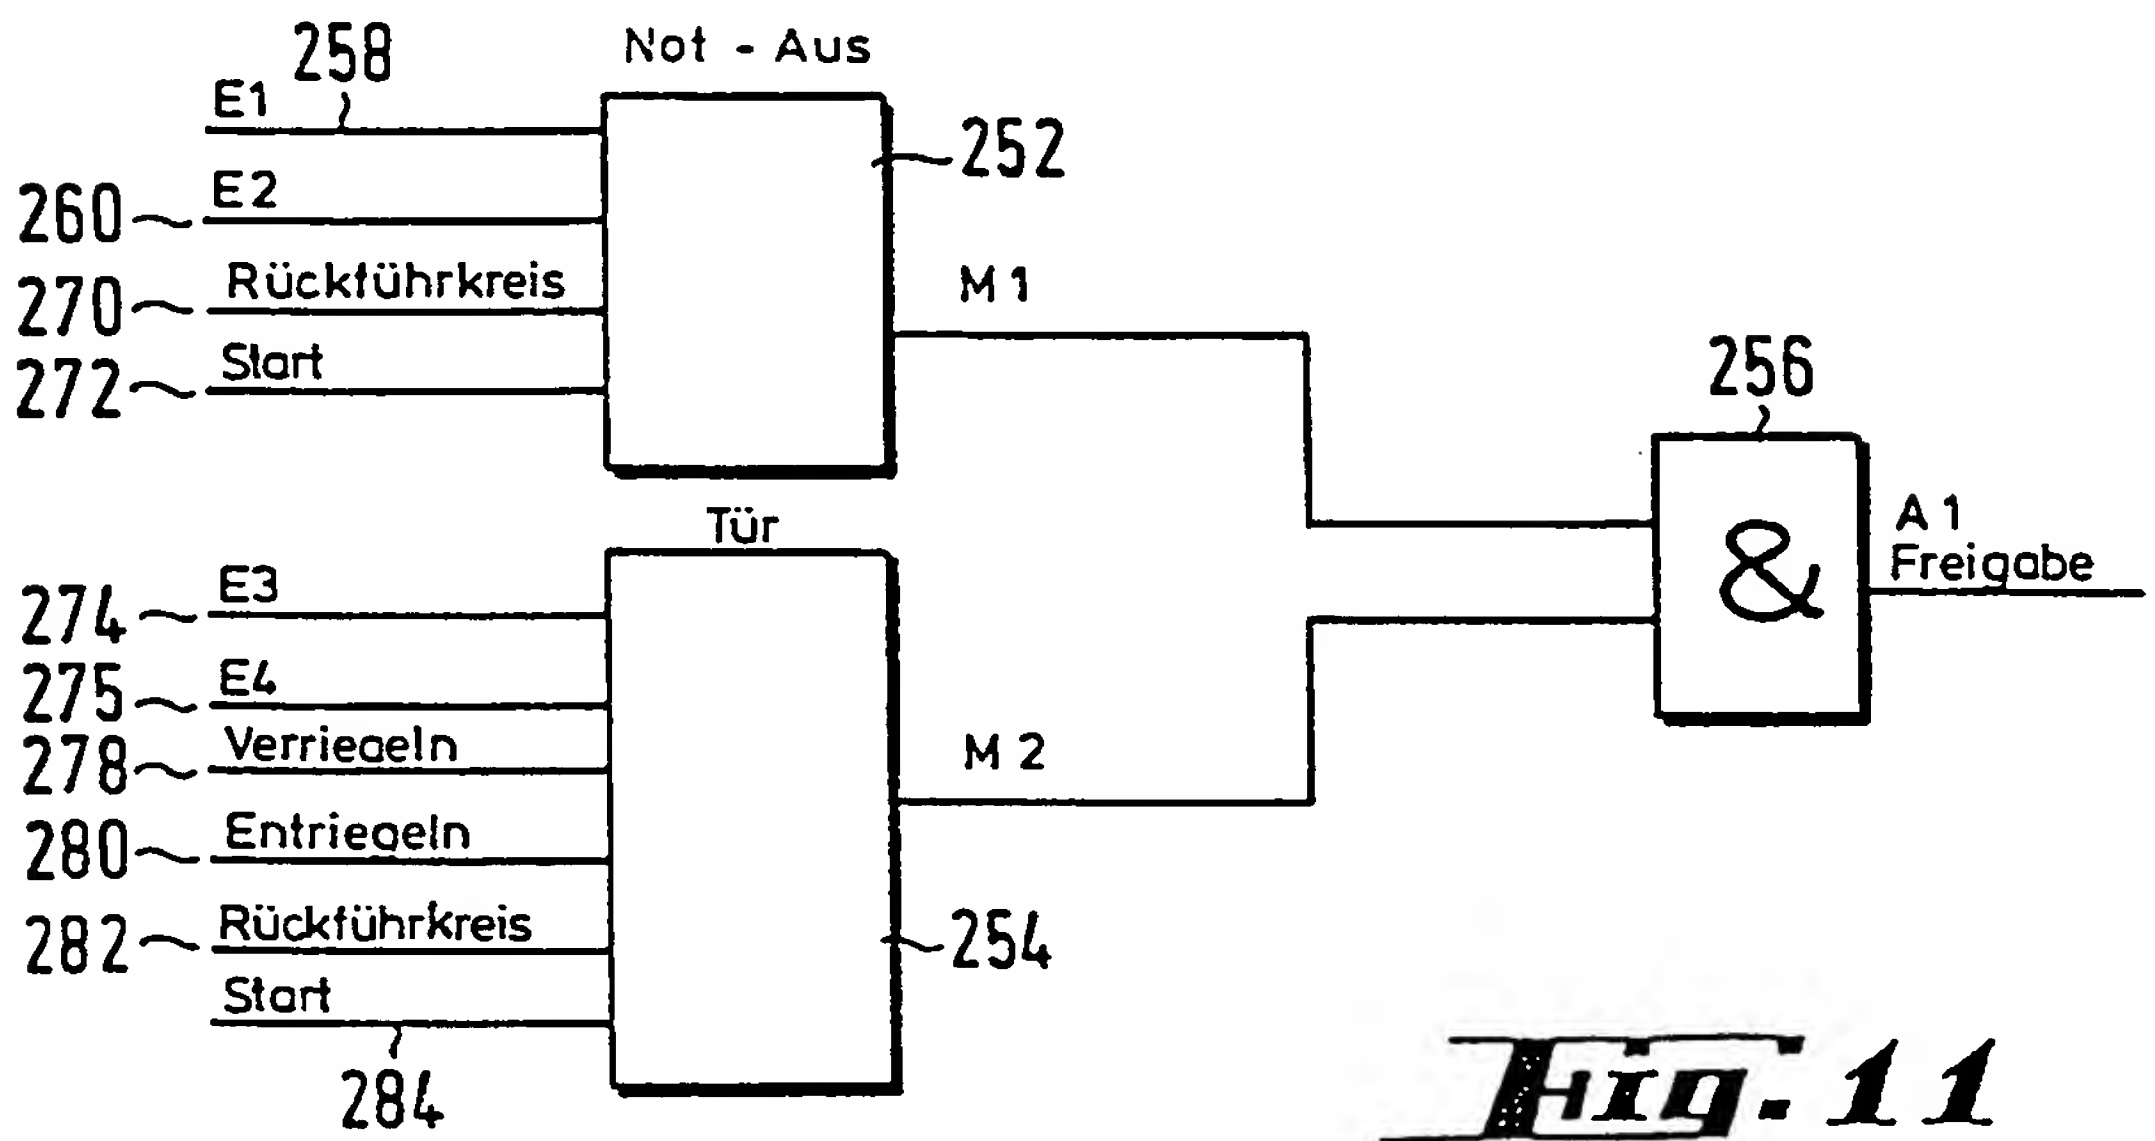 258
Not - Aus
E1
252
260
E2
270
Rückführkreis
M1
272
Start
256
Tür
A1
Freigabe
&
274
E3
275
E4
278
Verriegeln
M2
280
Entriegeln
282
Rückführkreis
254
Start
284
Fig. 11